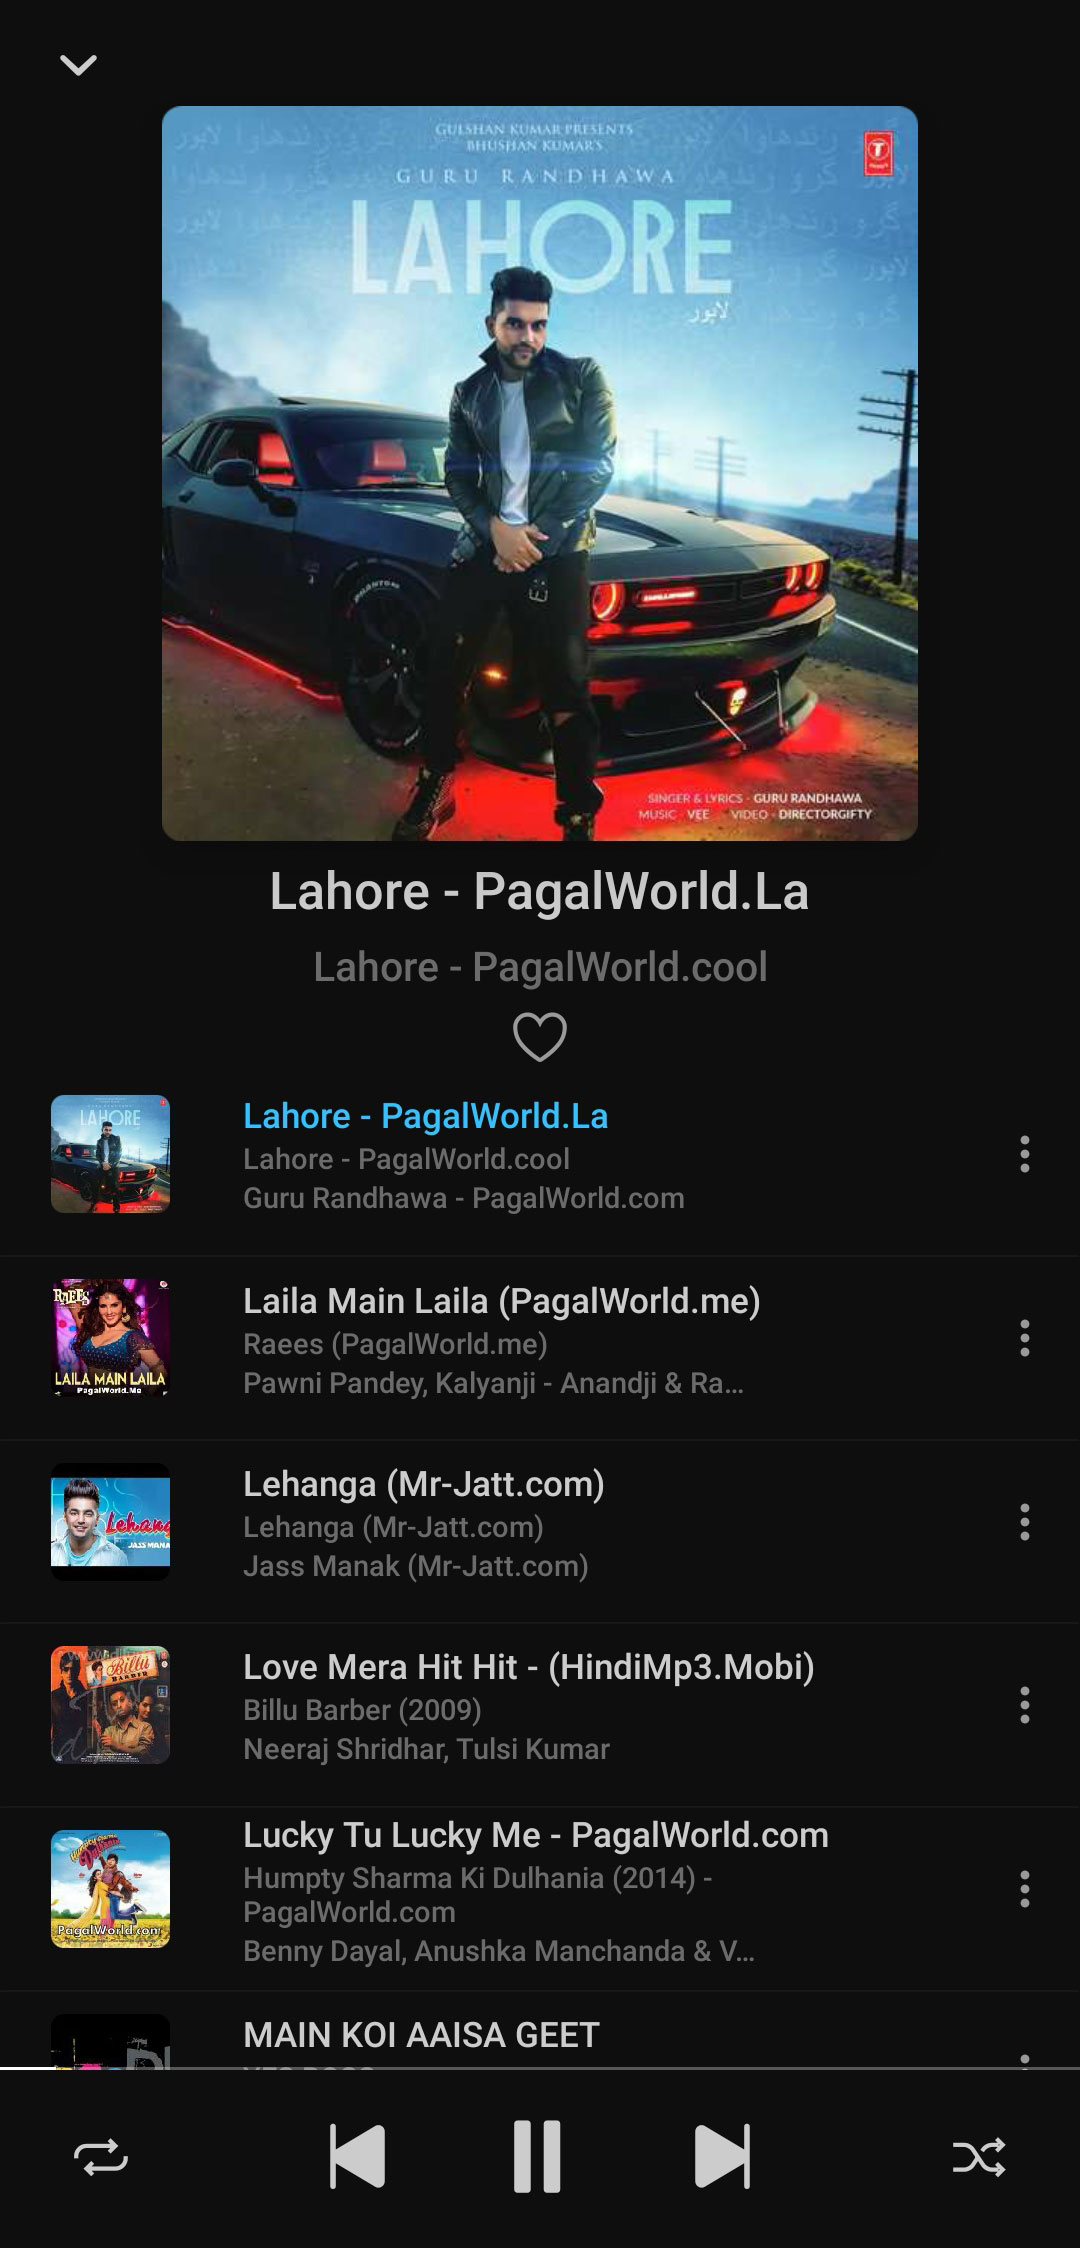 GULSHAN KUMAR PRESENTS
BHUSHAN KUMAR'S
GURU RANDHAWA
LAHORE
لاہور
SINGER & LYRICS - GURU RANDHAWA
MUSIC - VEE VIDEO - DIRECTORGIFTY
Lahore - PagalWorld.La
Lahore - PagalWorld.cool
LAHORE
Lahore - PagalWorld.La
Lahore - PagalWorld.cool
Guru Randhawa - PagalWorld.com
RAEES
LAILA MAIN LAILA
PagalWorld.Me
Laila Main Laila (PagalWorld.me)
Raees (PagalWorld.me)
Pawni Pandey, Kalyanji - Anandji & Ra...
Lehang
JASS MANA
Lehanga (Mr-Jatt.com)
Lehanga (Mr-Jatt.com)
Jass Manak (Mr-Jatt.com)
Billu
BARBER
Love Mera Hit Hit - (HindiMp3.Mobi)
Billu Barber (2009)
Neeraj Shridhar, Tulsi Kumar
Humpty Sharma
Dulhania
PagalWorld.com
Lucky Tu Lucky Me - PagalWorld.com
Humpty Sharma Ki Dulhania (2014) -
PagalWorld.com
Benny Dayal, Anushka Manchanda & V...
MAIN KOI AAISA GEET